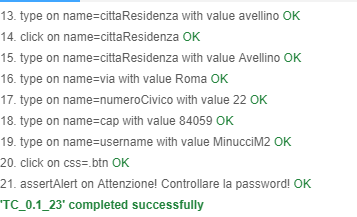 13. type on name=cittaResidenza with value avellino OK
14. click on name=cittaResidenza OK
15. type on name=cittaResidenza with value Avellino OK
16. type on name=via with value Roma OK
17. type on name=numeroCivico with value 22 OK
18. type on name=cap with value 84059 OK
19. type on name=username with value MinucciM2 OK
20. click on css=.btn OK
21. assertAlert on Attenzione! Controllare la password! OK
'TC_0.1_23' completed successfully